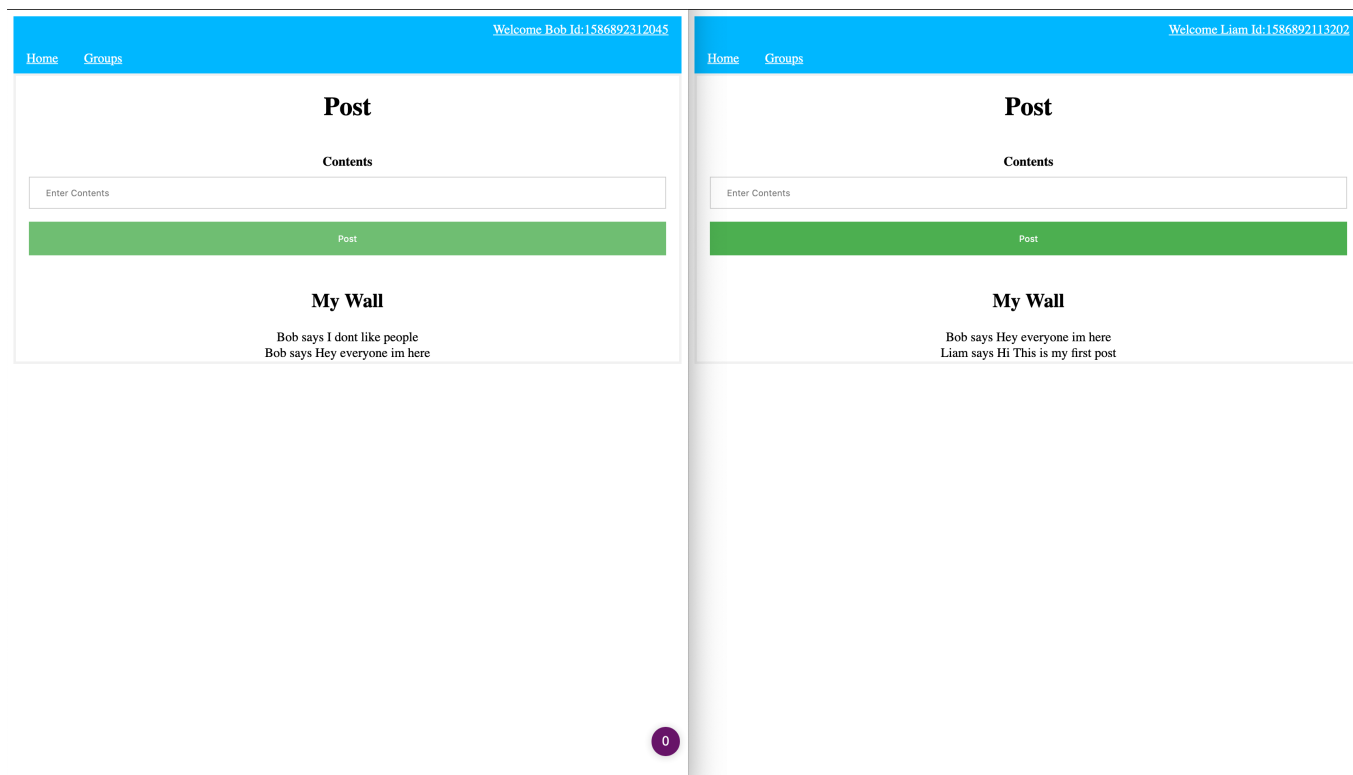 Welcome Bob Id:1586892312045
Home Groups
Post
Contents
Enter Contents
Post
My Wall
Bob says I dont like people
Bob says Hey everyone im here
0
Welcome Liam Id:1586892113202
Home Groups
Post
Contents
Enter Contents
Post
My Wall
Bob says Hey everyone im here
Liam says Hi This is my first post